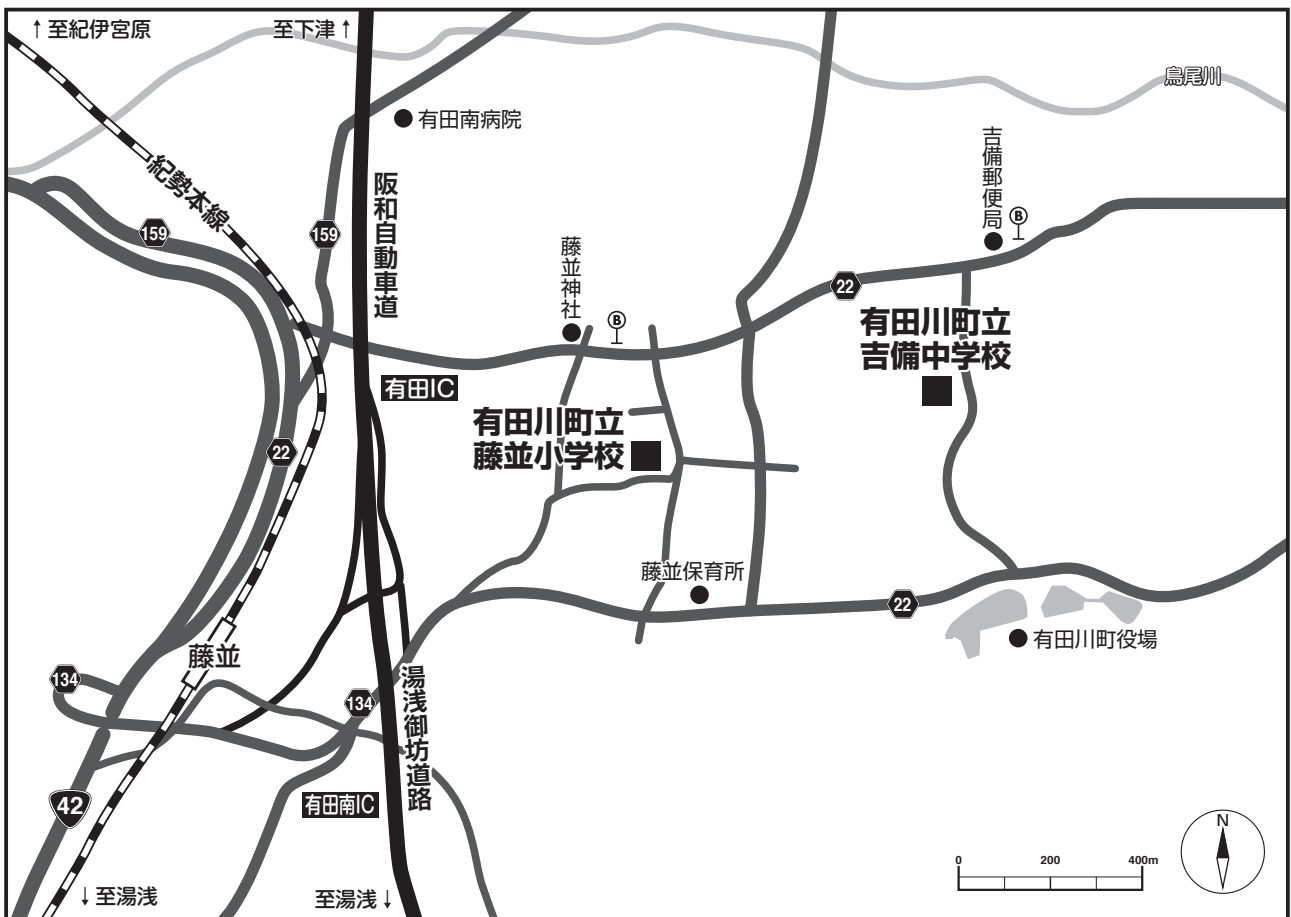 ↑至紀伊宮原
至下津↑
鳥尾川
有田南病院
吉備郵便局
紀勢本線
阪和自動車道
159
159
B
藤並神社
22
B
有田川町立
吉備中学校
有田IC
有田川町立
藤並小学校
22
藤並保育所
22
有田川町役場
藤並
134
134
湯浅御坊道路
42
有田南IC
N
0 200 400m
↓至湯浅
至湯浅↓